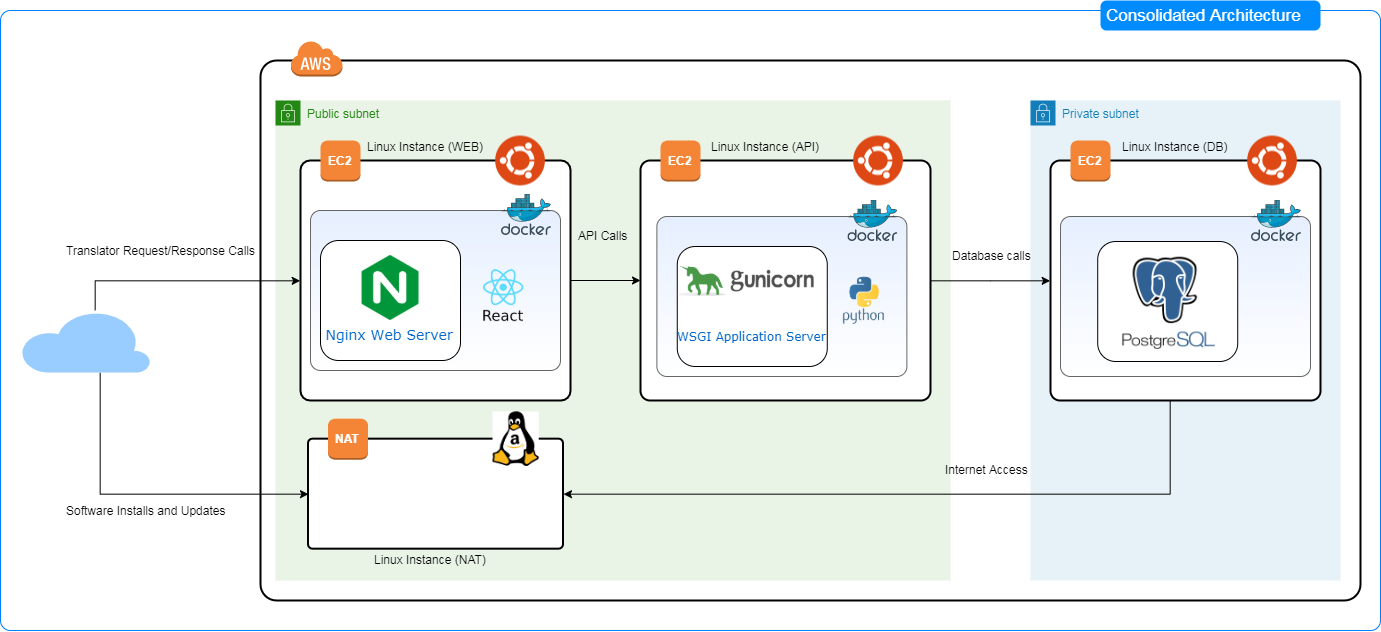 Consolidated Architecture
AWS
Public subnet
Private subnet
EC2
Linux Instance (WEB)
EC2
Linux Instance (API)
EC2
Linux Instance (DB)
docker
docker
docker
API Calls
Translator Request/Response Calls
Database calls
N
React
Nginx Web Server
gunicorn
python
WSGI Application Server
PostgreSQL
NAT
a
Internet Access
Software Installs and Updates
Linux Instance (NAT)